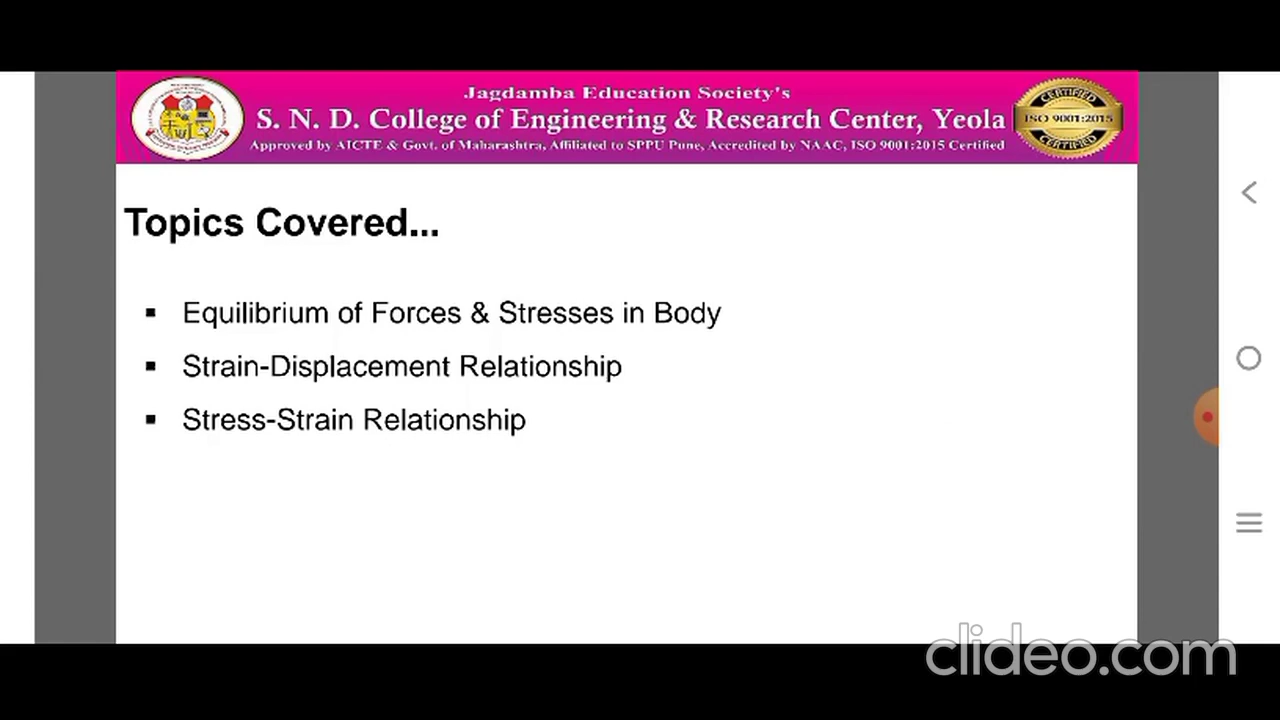 Jagdamba Education Society's
S. N. D. College of Engineering & Research Center, Yeola
Approved by AICTE & Govt. of Maharashtra, Affiliated to SPPU Pune, Accredited by NAAC, ISO 9001:2015 Certified
CERTIFIED
ISO 9001:2015
CERTIFIED
Topics Covered...
▪ Equilibrium of Forces & Stresses in Body
▪ Strain-Displacement Relationship
▪ Stress-Strain Relationship
clideo.com